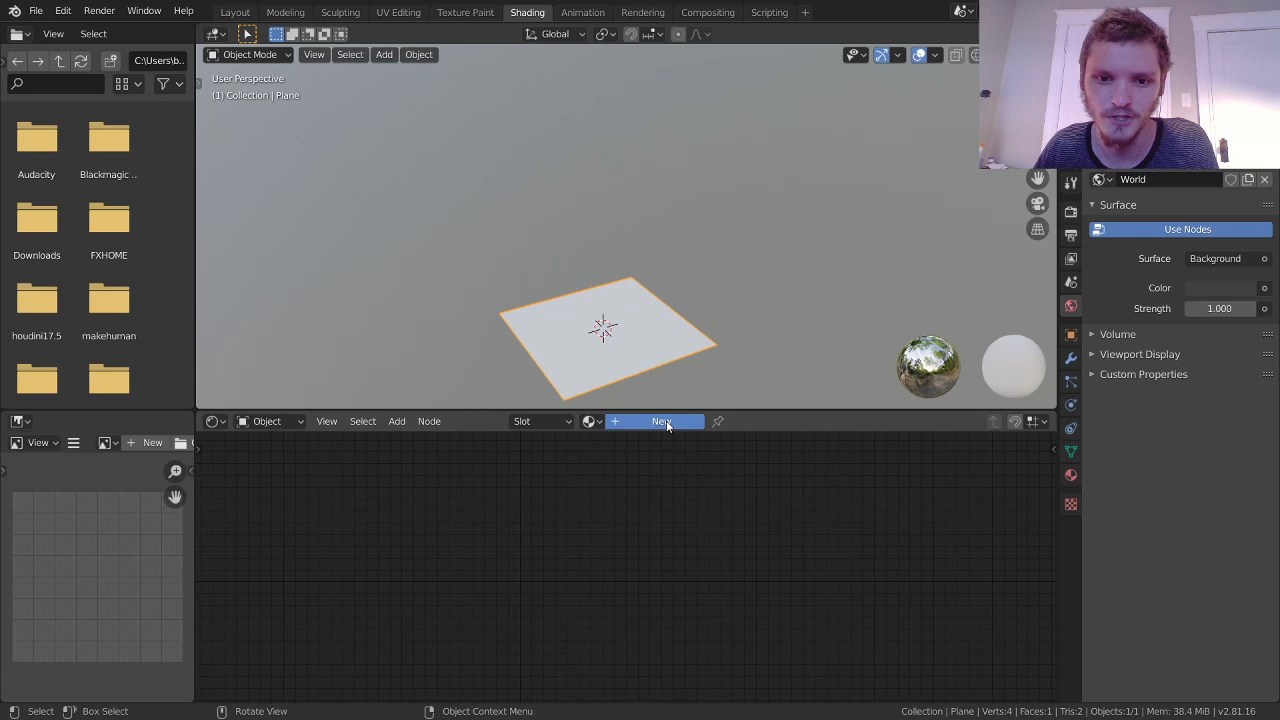 File Edit Render Window Help
Layout Modeling Sculpting UV Editing Texture Paint Shading Animation Rendering Compositing Scripting +
View Select
Global
C:\Users\b..
Object Mode View Select Add Object
User Perspective
(1) Collection | Plane
Audacity Blackmagic ..
Downloads FXHOME
houdini17.5 makehuman
World
Surface
Use Nodes
Surface Background
Color
Strength 1.000
Volume
Viewport Display
Custom Properties
Object View Select Add Node Slot New
View New
Select Box Select Rotate View Object Context Menu
Collection | Plane | Verts:4 | Faces:1 | Tris:2 | Objects:1/1 | Mem: 38.4 MiB | v2.81.16